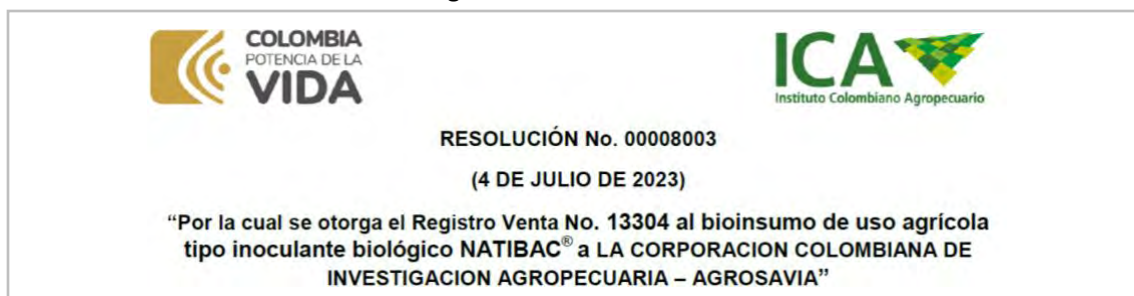 COLOMBIA
POTENCIA DE LA
VIDA
ICA
Instituto Colombiano Agropecuario
RESOLUCIÓN No. 00008003
(4 DE JULIO DE 2023)
“Por la cual se otorga el Registro Venta No. 13304 al bioinsumo de uso agrícola
tipo inoculante biológico NATIBAC® a LA CORPORACION COLOMBIANA DE
INVESTIGACION AGROPECUARIA – AGROSAVIA”